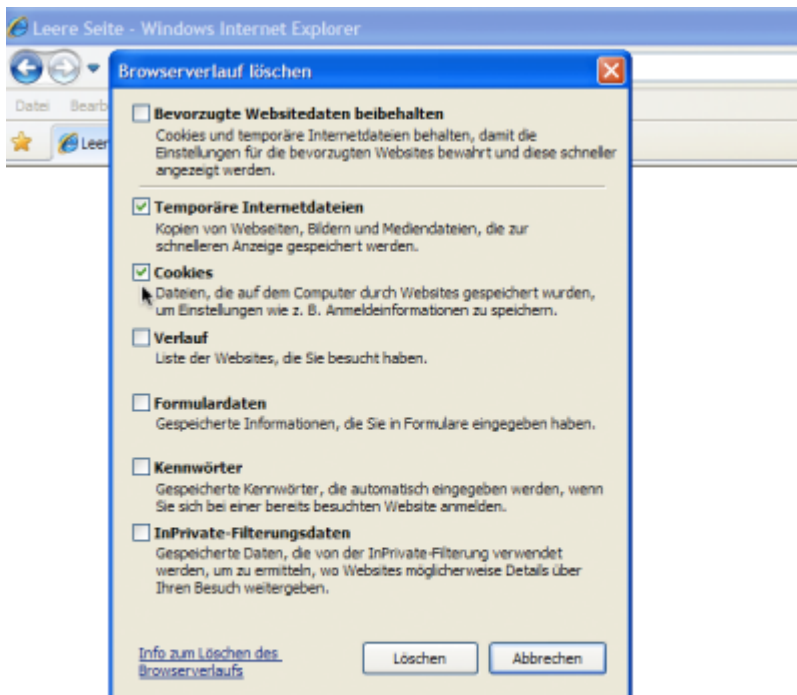 Leere Seite - Windows Internet Explorer
Browserverlauf löschen
Datei Bearb
Leer
Bevorzugte Websitedaten beibehalten
Cookies und temporäre Internetdateien behalten, damit die
Einstellungen für die bevorzugten Websites bewahrt und diese schneller
angezeigt werden.
Temporäre Internetdateien
Kopien von Webseiten, Bildern und Mediendateien, die zur
schnelleren Anzeige gespeichert werden.
Cookies
Dateien, die auf dem Computer durch Websites gespeichert wurden,
um Einstellungen wie z. B. Anmeldeinformationen zu speichern.
Verlauf
Liste der Websites, die Sie besucht haben.
Formulardaten
Gespeicherte Informationen, die Sie in Formulare eingegeben haben.
Kennwörter
Gespeicherte Kennwörter, die automatisch eingegeben werden, wenn
Sie sich bei einer bereits besuchten Website anmelden.
InPrivate-Filterungsdaten
Gespeicherte Daten, die von der InPrivate-Filterung verwendet
werden, um zu ermitteln, wo Websites möglicherweise Details über
Ihren Besuch weitergeben.
Info zum Löschen des
Browserverlaufs
Löschen
Abbrechen